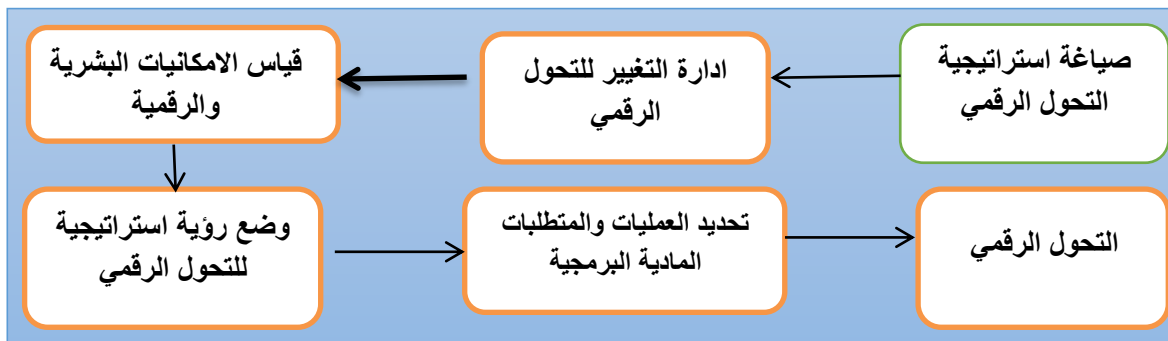 صياغة استراتيجية
التحول الرقمي
ادارة التغيير للتحول
الرقمي
قياس الامكانيات البشرية
والرقمية
وضع رؤية استراتيجية
للتحول الرقمي
تحديد العمليات والمتطلبات
المادية البرمجية
التحول الرقمي